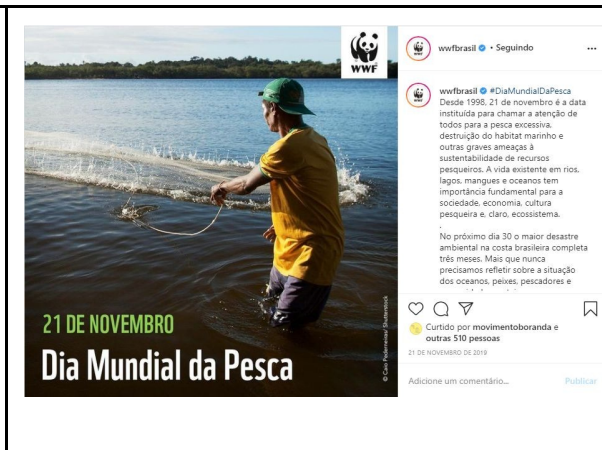 WWF
21 DE NOVEMBRO
Dia Mundial da Pesca
wwfbrasil • Seguindo
wwfbrasil #DiaMundialDaPesca
Desde 1998, 21 de novembro é a data
instituída para chamar a atenção de
todos para a pesca excessiva,
destruição do habitat marinho e
outras graves ameaças à
sustentabilidade de recursos
pesqueiros. A vida existente em rios,
lagos, mangues e oceanos tem
importância fundamental para a
sociedade, economia, cultura
pesqueira e, claro, ecossistema.
.
No próximo dia 30 o maior desastre
ambiental na costa brasileira completa
três meses. Mais que nunca
precisamos refletir sobre a situação
dos oceanos, peixes, pescadores e
Curtido por movimentoboranda e
outras 510 pessoas
21 DE NOVEMBRO DE 2019
Adicione um comentário...
Publicar